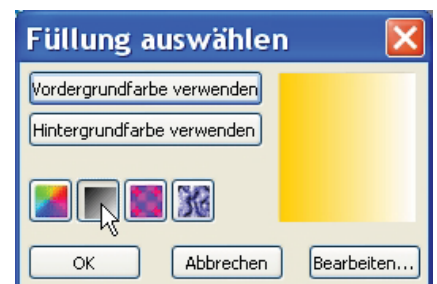 Füllung auswählen
Vordergrundfarbe verwenden
Hintergrundfarbe verwenden
OK Abbrechen Bearbeiten...